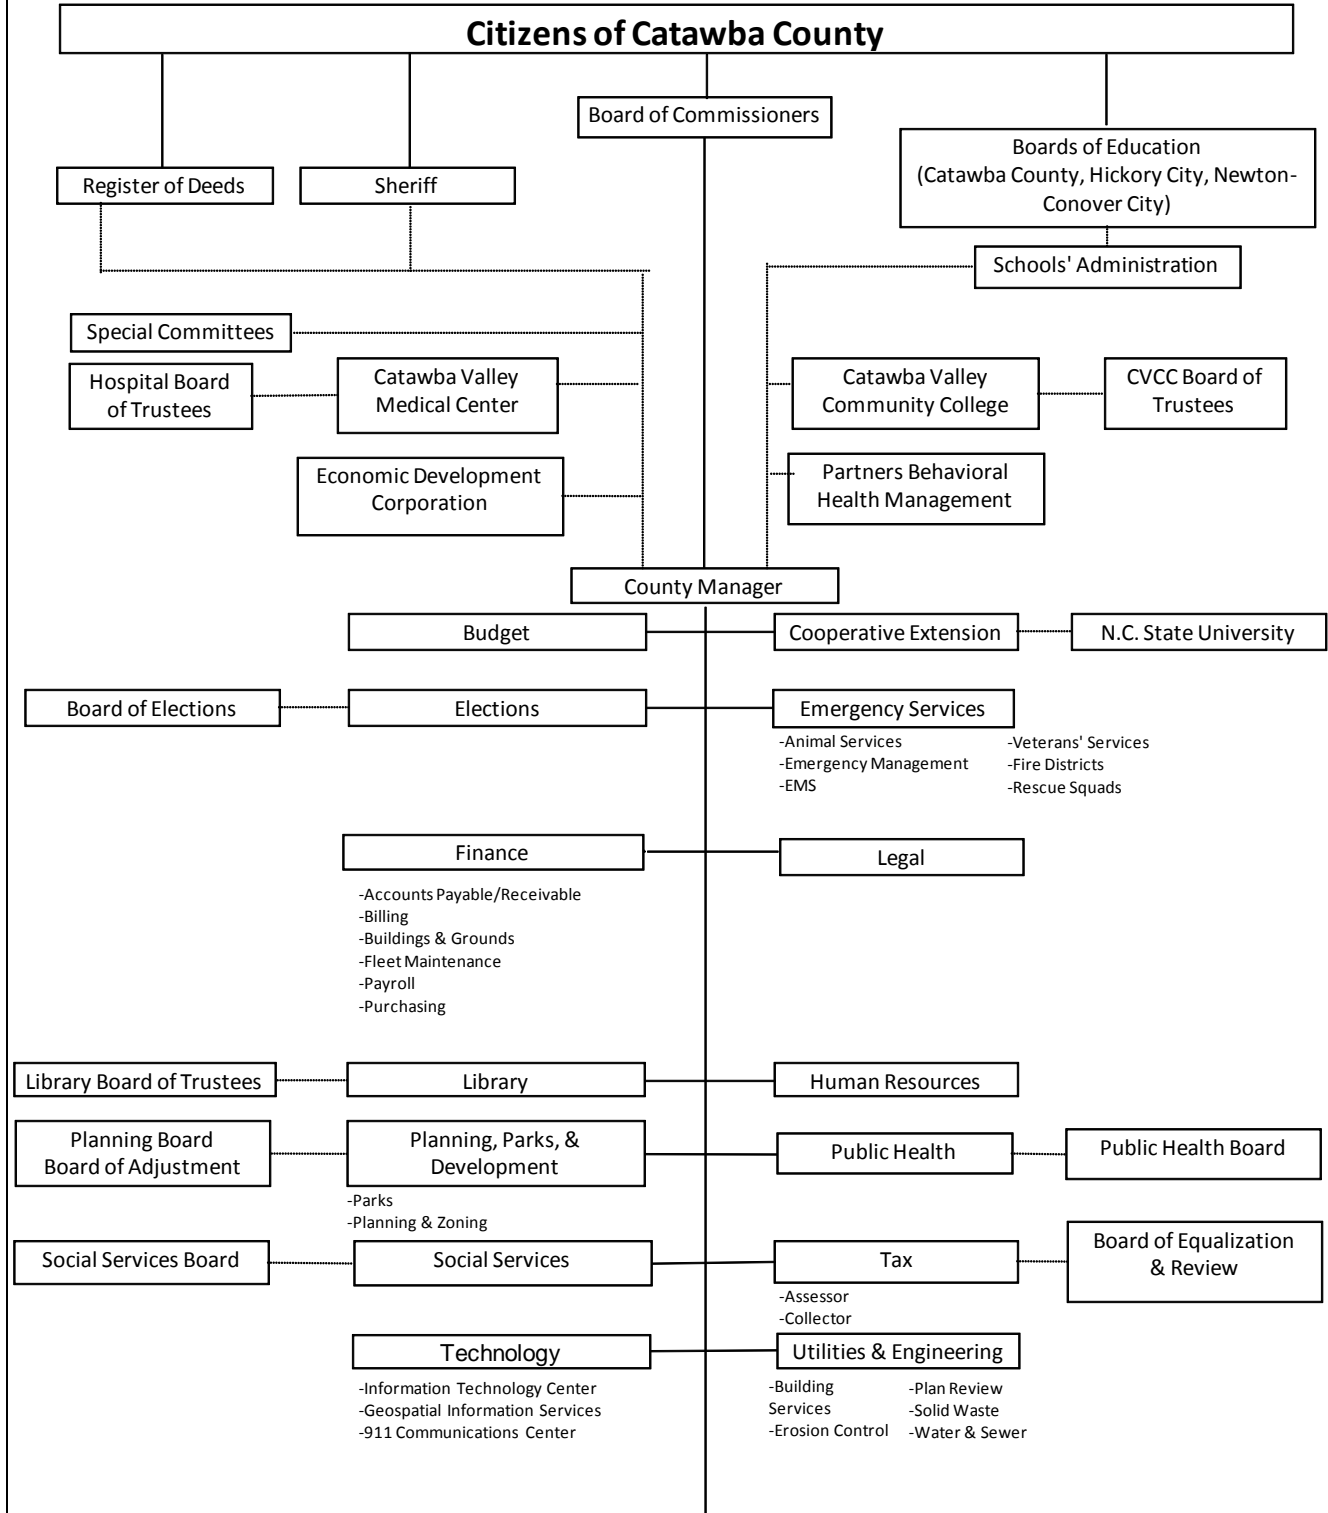 Citizens of Catawba County
Board of Commissioners
Boards of Education
(Catawba County, Hickory City, Newton-
Conover City)
Register of Deeds
Sheriff
Schools' Administration
Special Committees
Hospital Board
of Trustees
Catawba Valley
Medical Center
Catawba Valley
Community College
CVCC Board of
Trustees
Economic Development
Corporation
Partners Behavioral
Health Management
County Manager
Budget
Cooperative Extension
N.C. State University
Board of Elections
Elections
Emergency Services
-Animal Services
-Emergency Management
-EMS
-Veterans' Services
-Fire Districts
-Rescue Squads
Finance
Legal
-Accounts Payable/Receivable
-Billing
-Buildings & Grounds
-Fleet Maintenance
-Payroll
-Purchasing
Library Board of Trustees
Library
Human Resources
Planning Board
Board of Adjustment
Planning, Parks, &
Development
Public Health
Public Health Board
-Parks
-Planning & Zoning
Social Services Board
Social Services
Tax
Board of Equalization
& Review
-Assessor
-Collector
Technology
Utilities & Engineering
-Information Technology Center
-Geospatial Information Services
-911 Communications Center
-Building
Services
-Erosion Control
-Plan Review
-Solid Waste
-Water & Sewer